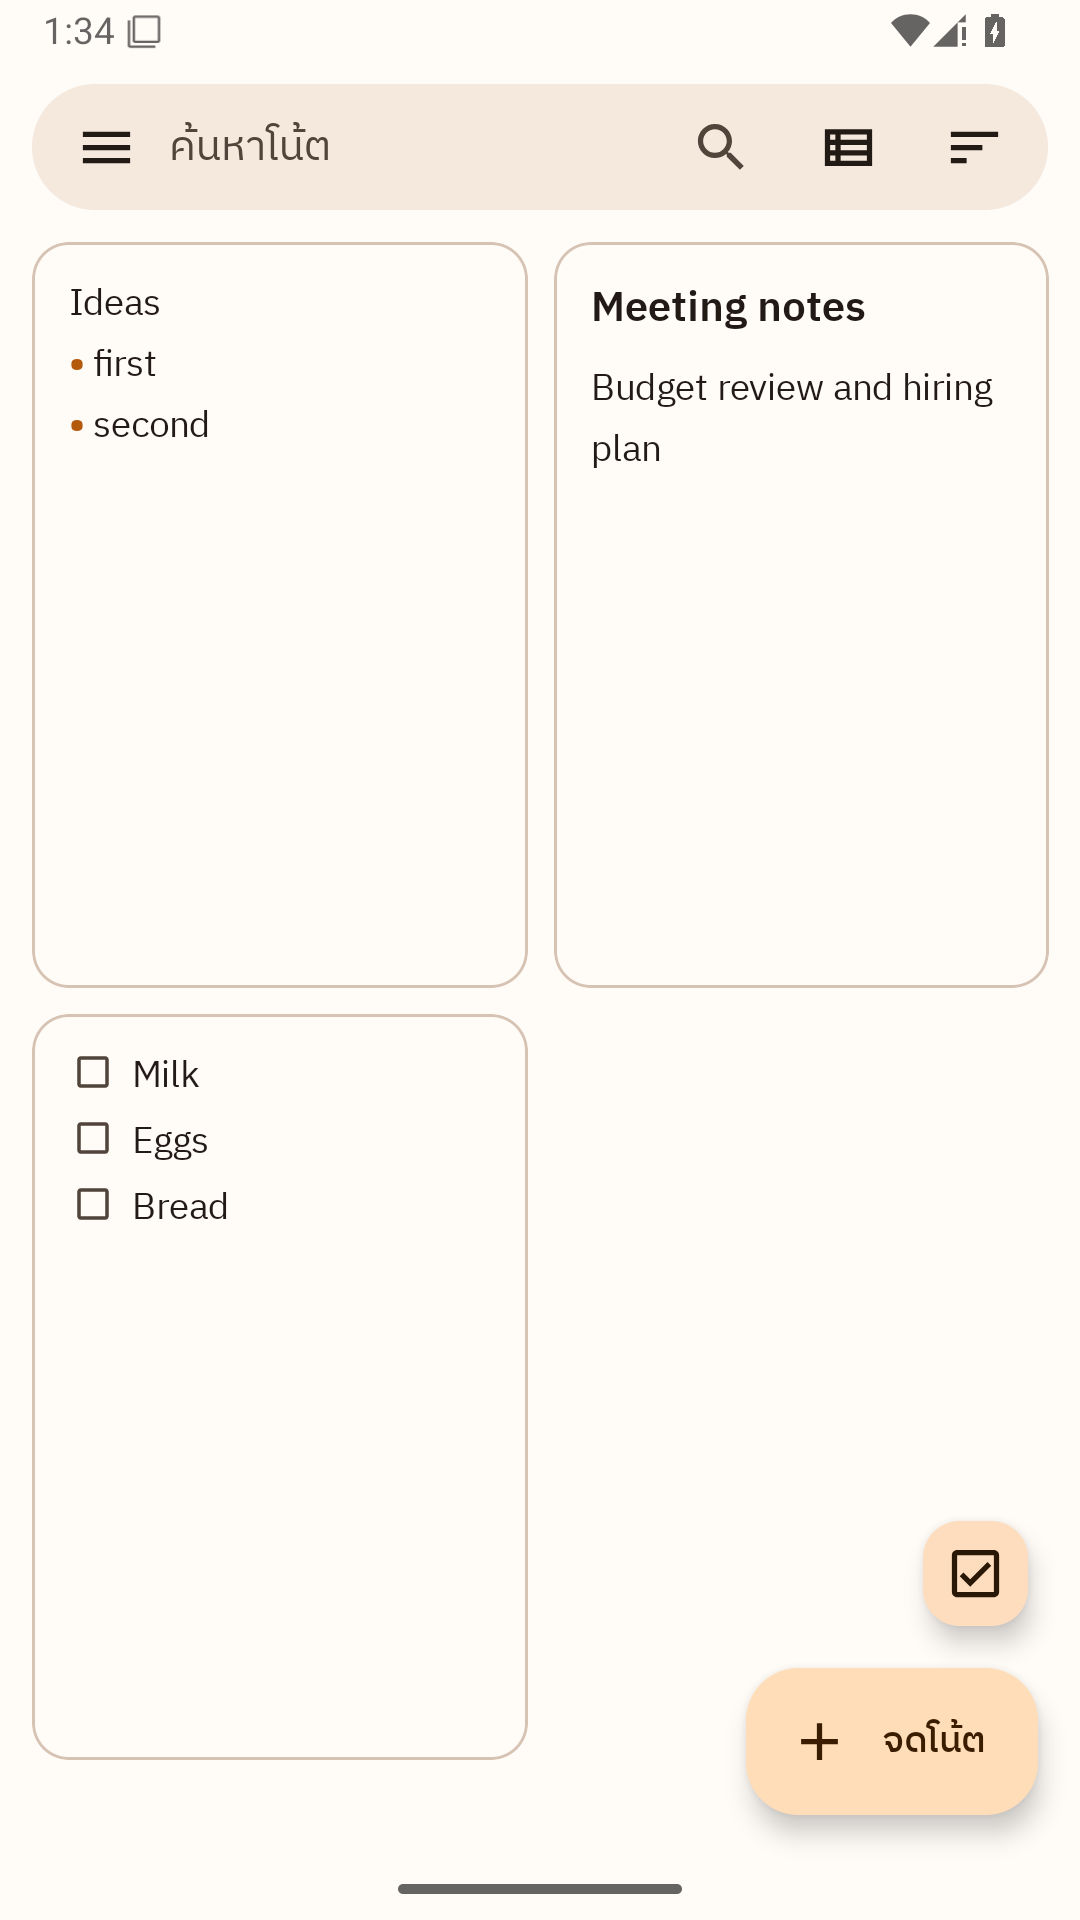 1:34
ค้นหาโน้ต
Ideas
• first
• second
Meeting notes
Budget review and hiring
plan
Milk
Eggs
Bread
จดโน้ต